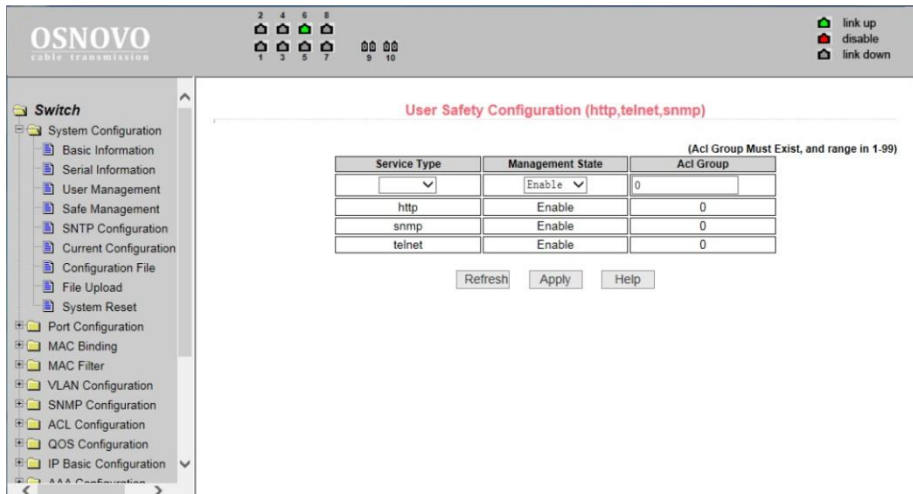 OSNOVO
cable transmission
2 4 6 8
1 3 5 7 9 10
link up
disable
link down
Switch
System Configuration
Basic Information
Serial Information
User Management
Safe Management
SNTP Configuration
Current Configuration
Configuration File
File Upload
System Reset
Port Configuration
MAC Binding
MAC Filter
VLAN Configuration
SNMP Configuration
ACL Configuration
QOS Configuration
IP Basic Configuration
AAA Configuration
User Safety Configuration (http,telnet,snmp)
(Acl Group Must Exist, and range in 1-99)
Service Type Management State Acl Group
Enable 0
http Enable 0
snmp Enable 0
telnet Enable 0
Refresh Apply Help